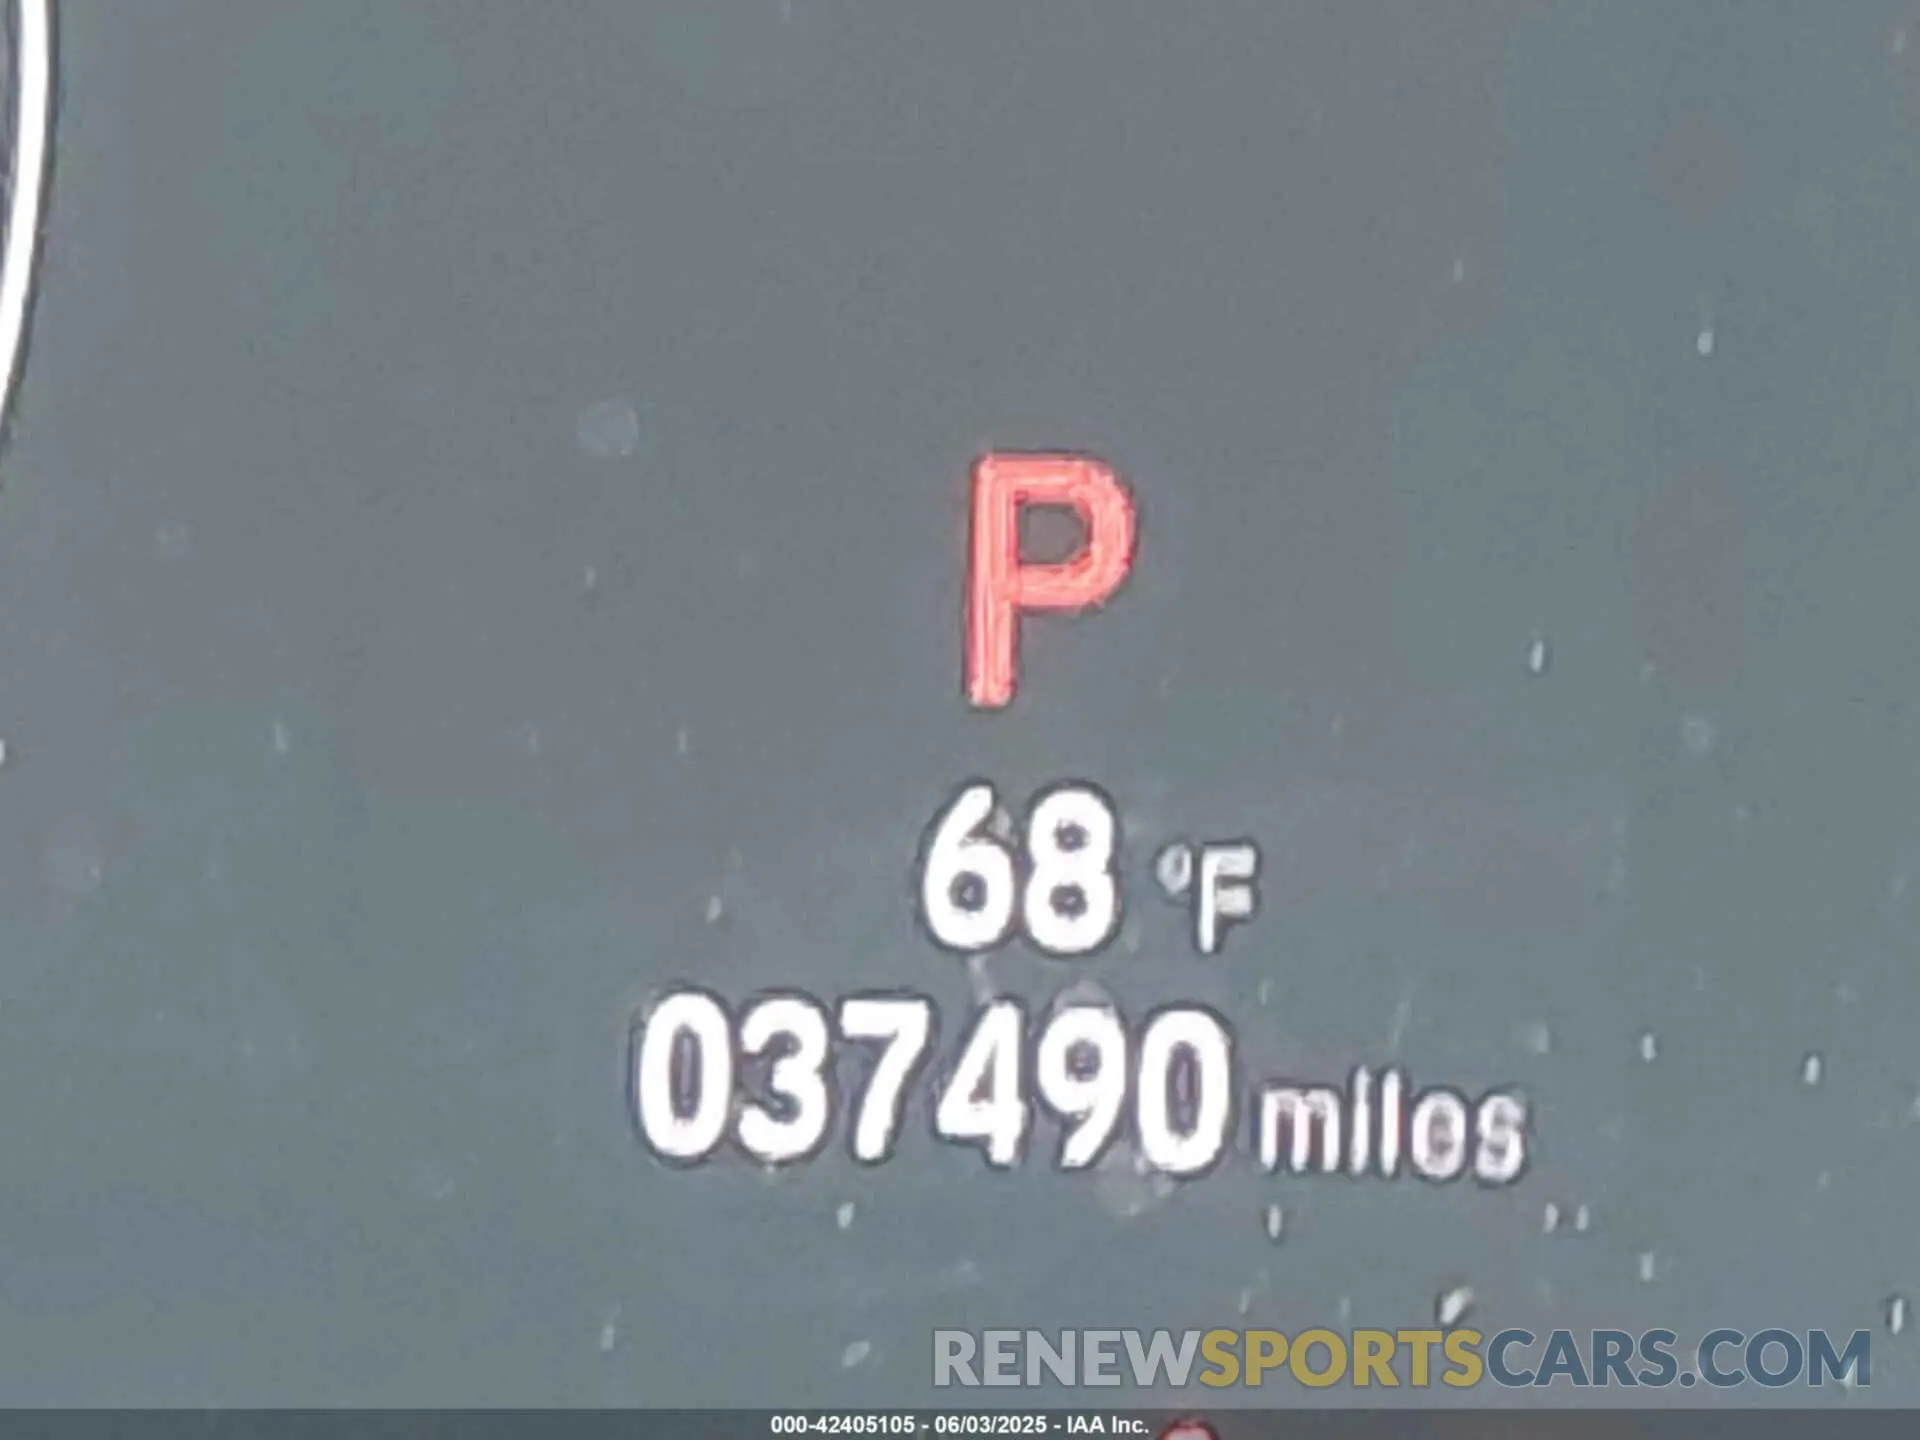 P
68 °F
037490 miles
RENEWSPORTSCARS.COM
000-42405105 - 06/03/2025 - IAA Inc.